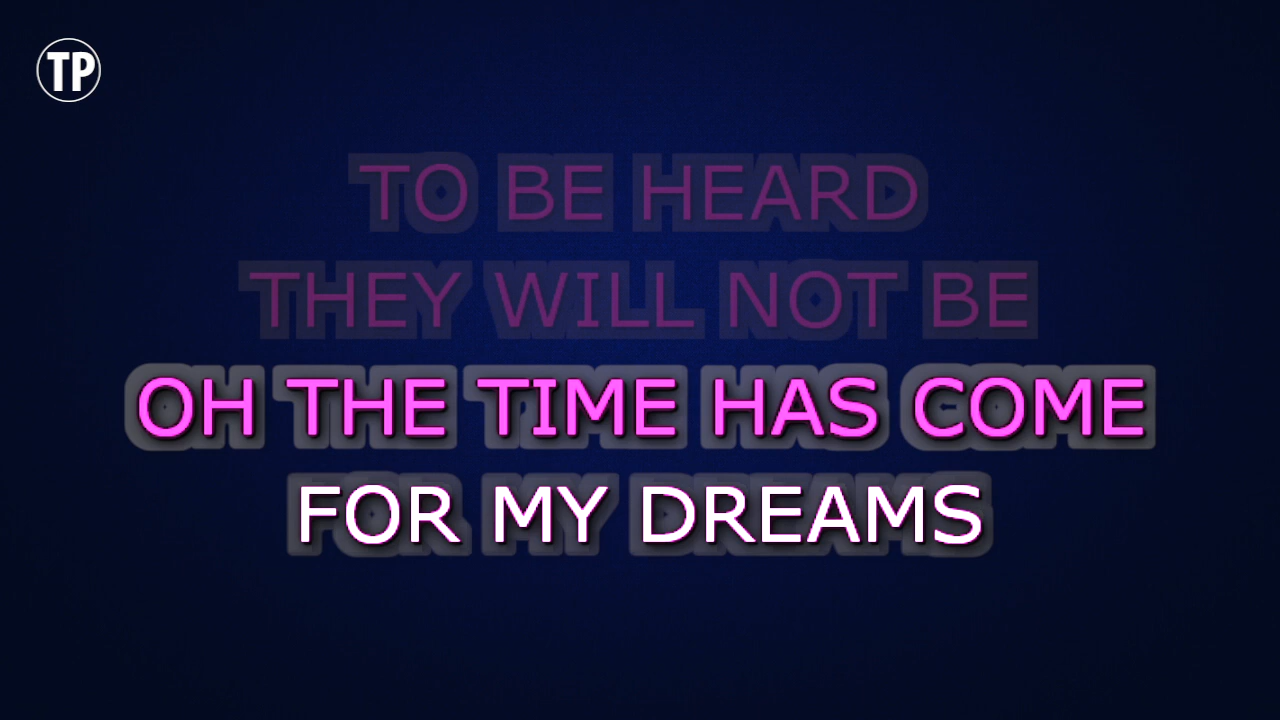 TP
TO BE HEARD
THEY WILL NOT BE
OH THE TIME HAS COME
FOR MY DREAMS